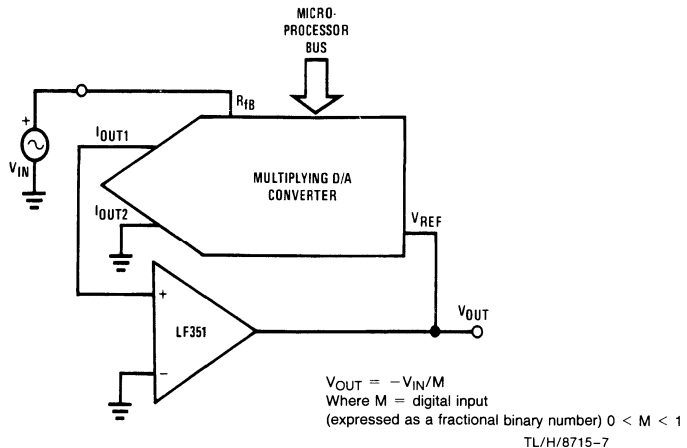 MICRO-
PROCESSOR
BUS
RfB
+
VIN
IOUT1
MULTIPLYING D/A
CONVERTER
IOUT2
VREF
+
LF351
−
VOUT
VOUT = −VIN/M
Where M = digital input
(expressed as a fractional binary number) 0 < M < 1
TL/H/8715–7